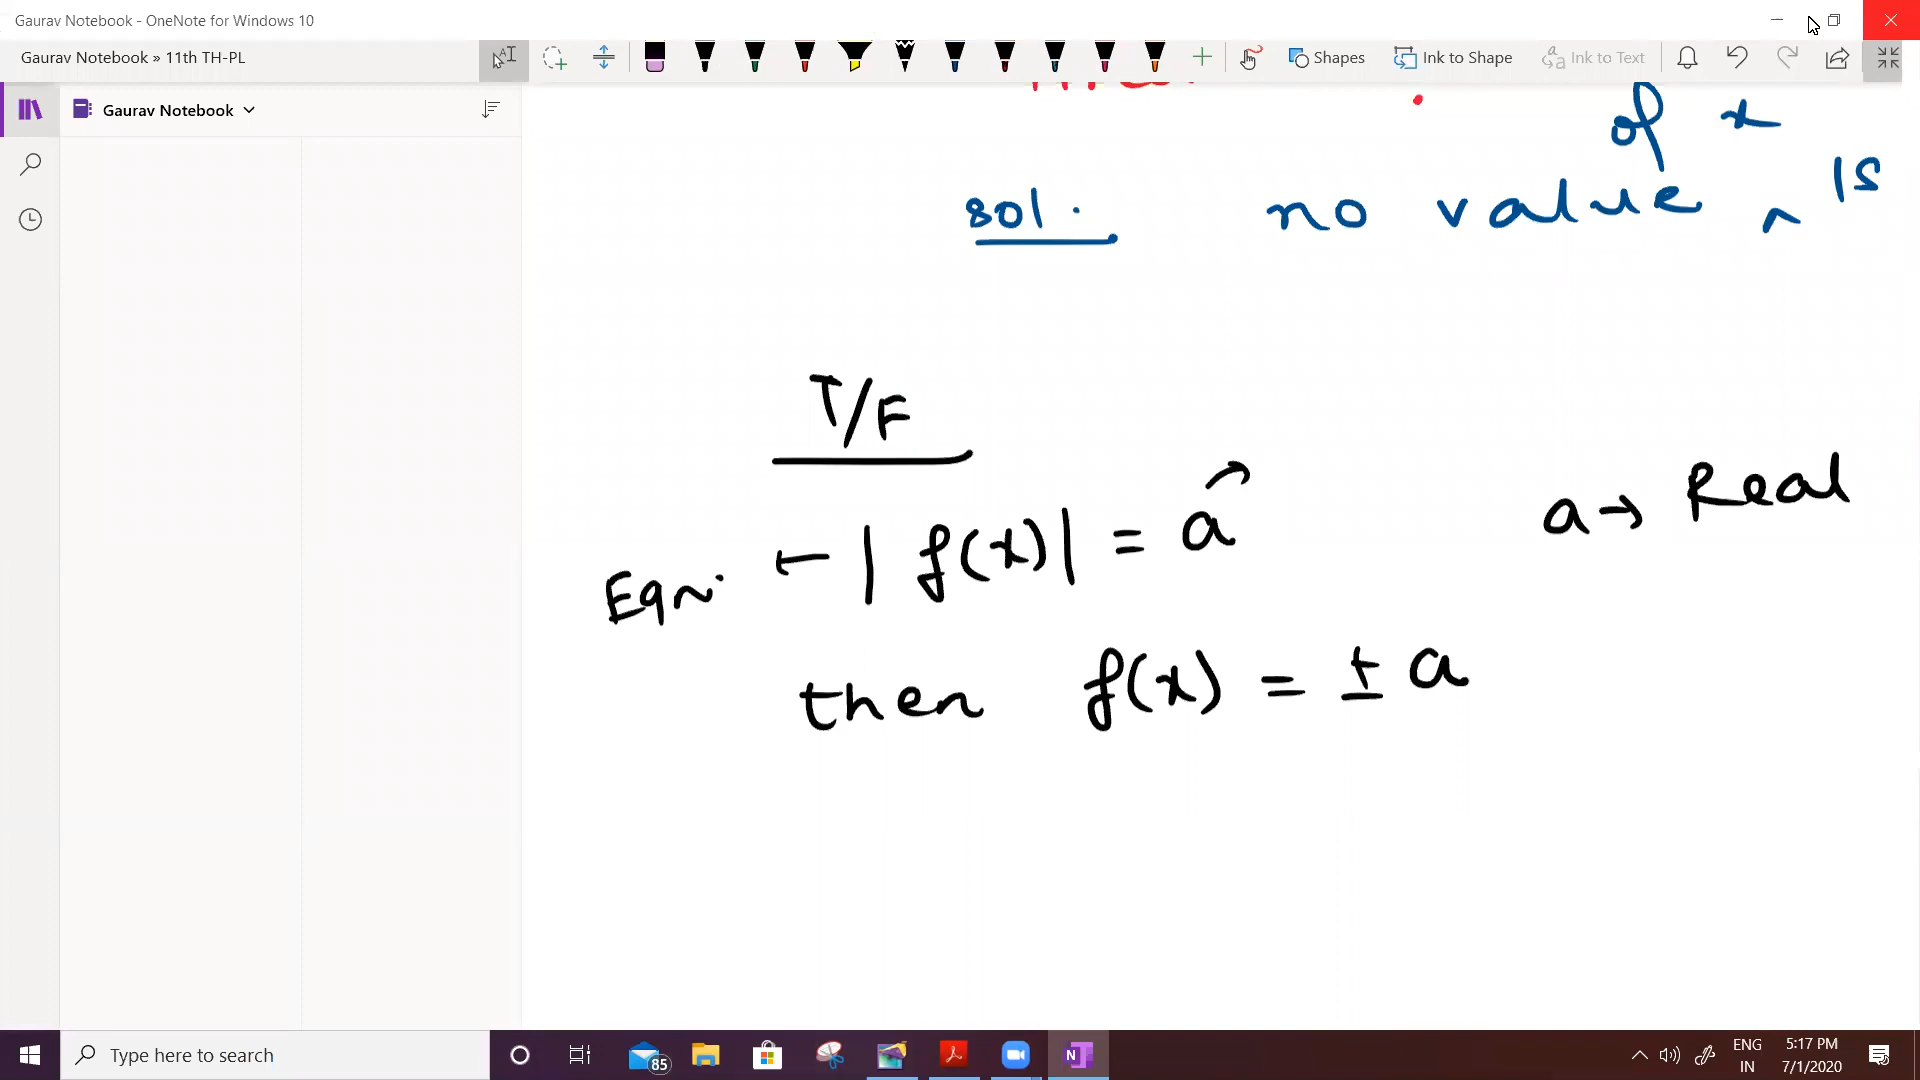 Gaurav Notebook - OneNote for Windows 10
Gaurav Notebook » 11th TH-PL
Shapes
Ink to Shape
Ink to Text
Gaurav Notebook
of x
sol. no value ^ is
T/F
Eqn. ← | f(x)| = a
a → Real
then f(x) = ± a
Type here to search
85
ENG
IN
5:17 PM
7/1/2020